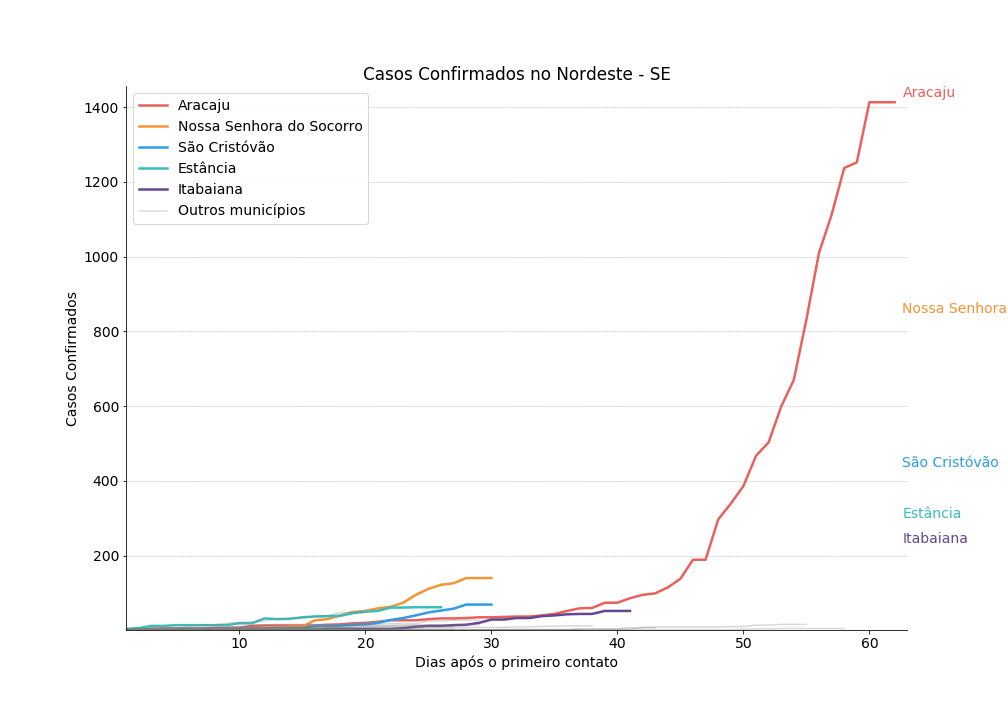 Casos Confirmados no Nordeste - SE
Aracaju
Nossa Senhora do Socorro
São Cristóvão
Estância
Itabaiana
Outros municípios
1400
1200
1000
800
600
400
200
Casos Confirmados
10
20
30
40
50
60
Dias após o primeiro contato
Aracaju
Nossa Senhora
São Cristóvão
Estância
Itabaiana